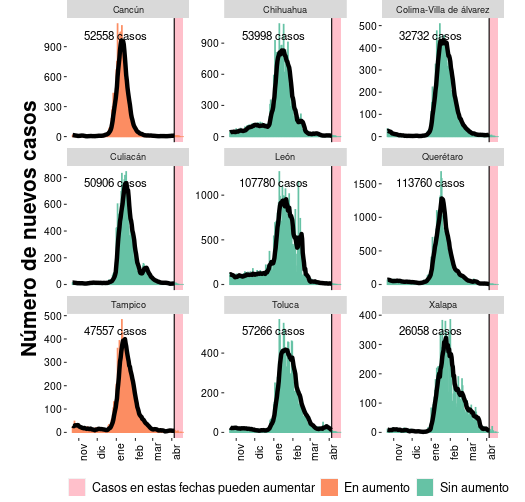 Número de nuevos casos
Cancún
52558 casos
900
600
300
0
Chihuahua
53998 casos
900
600
300
0
Colima-Villa de álvarez
32732 casos
500
400
300
200
100
0
Culiacán
50906 casos
800
600
400
200
0
León
107780 casos
1000
500
0
Querétaro
113760 casos
1500
1000
500
0
Tampico
47557 casos
500
400
300
200
100
0
nov dic ene feb mar abr
Toluca
57266 casos
400
200
0
nov dic ene feb mar abr
Xalapa
26058 casos
400
300
200
100
0
nov dic ene feb mar abr
Casos en estas fechas pueden aumentar En aumento Sin aumento